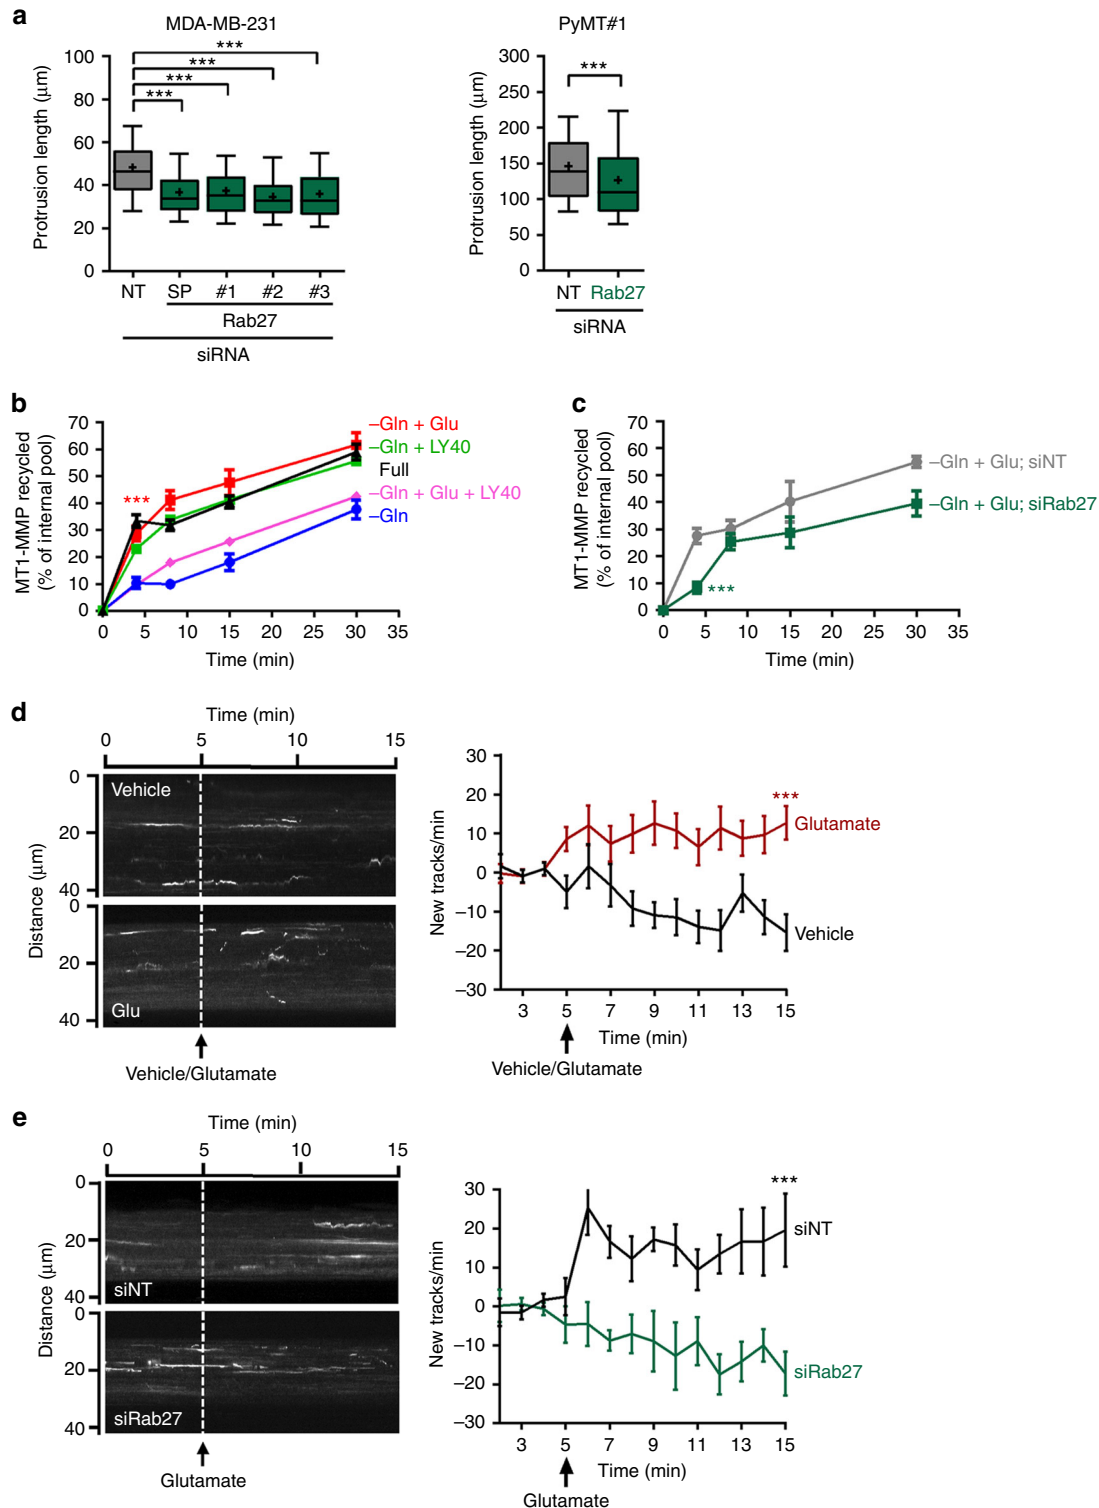 a
MDA-MB-231
Protrusion length (μm)
100
80
60
40
20
0
***
***
***
***
NT
SP
#1
#2
#3
Rab27
siRNA
PyMT#1
Protrusion length (μm)
300
250
200
150
100
50
0
***
NT
Rab27
siRNA
b
MT1-MMP recycled
(% of internal pool)
70
60
50
40
30
20
10
0
***
–Gln + Glu
–Gln + LY40
Full
–Gln + Glu + LY40
–Gln
0 5 10 15 20 25 30 35
Time (min)
c
MT1-MMP recycled
(% of internal pool)
70
60
50
40
30
20
10
0
–Gln + Glu; siNT
–Gln + Glu; siRab27
***
0 5 10 15 20 25 30 35
Time (min)
d
Time (min)
0 5 10 15
Distance (μm)
0
20
40
0
20
40
Vehicle
Glu
Vehicle/Glutamate
New tracks/min
30
20
10
0
–10
–20
–30
***
Glutamate
Vehicle
3 5 7 9 11 13 15
Time (min)
Vehicle/Glutamate
e
Time (min)
0 5 10 15
Distance (μm)
0
20
40
0
20
40
siNT
siRab27
Glutamate
New tracks/min
30
20
10
0
–10
–20
–30
***
siNT
siRab27
3 5 7 9 11 13 15
Time (min)
Glutamate